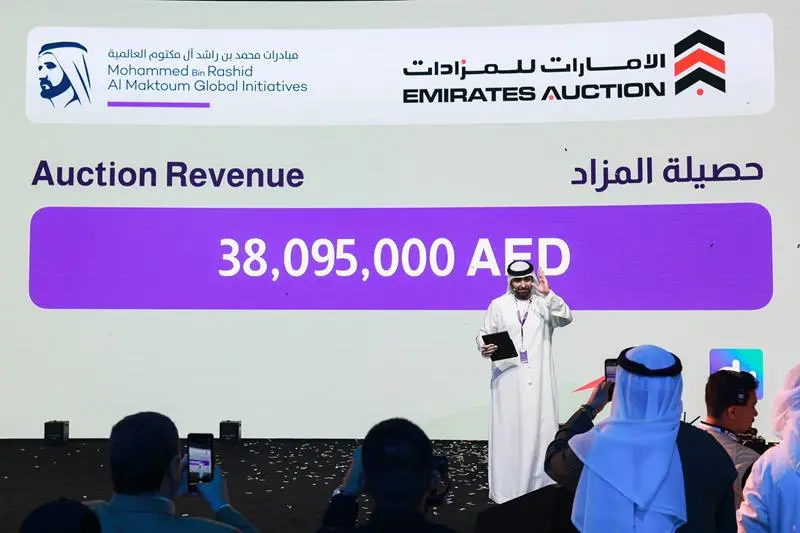 مبادرات محمد بن راشد آل مكتوم العالمية
Mohammed Bin Rashid
Al Maktoum Global Initiatives
الامارات للمزادات
EMIRATES AUCTION
Auction Revenue
حصيلة المزاد
38,095,000 AED